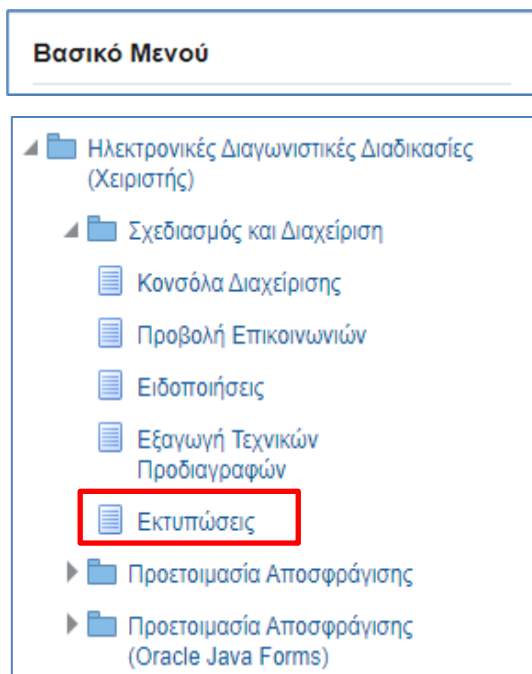 Βασικό Μενού
Ηλεκτρονικές Διαγωνιστικές Διαδικασίες
(Χειριστής)
Σχεδιασμός και Διαχείριση
Κονσόλα Διαχείρισης
Προβολή Επικοινωνιών
Ειδοποιήσεις
Εξαγωγή Τεχνικών
Προδιαγραφών
Εκτυπώσεις
Προετοιμασία Αποσφράγισης
Προετοιμασία Αποσφράγισης
(Oracle Java Forms)